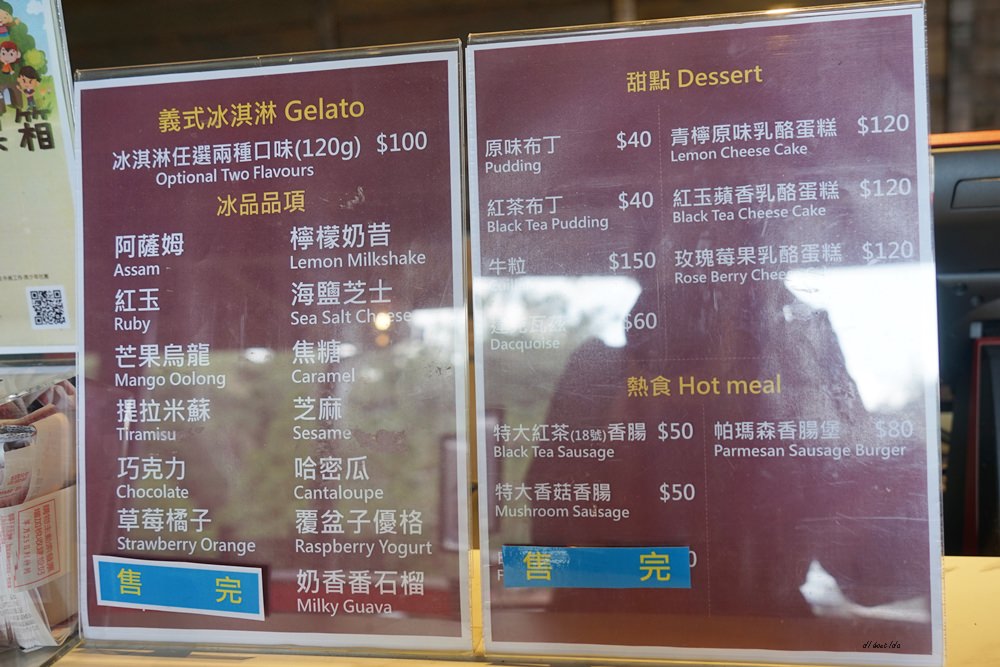 義式冰淇淋 Gelato
冰淇淋任選兩種口味(120g) $100
Optional Two Flavours
冰品品項
阿薩姆
Assam
紅玉
Ruby
芒果烏龍
Mango Oolong
提拉米蘇
Tiramisu
巧克力
Chocolate
草莓橘子
Strawberry Orange
售 完
檸檬奶昔
Lemon Milkshake
海鹽芝士
Sea Salt Cheese
焦糖
Caramel
芝麻
Sesame
哈密瓜
Cantaloupe
覆盆子優格
Raspberry Yogurt
奶香番石榴
Milky Guava
甜點 Dessert
原味布丁 $40
Pudding
紅茶布丁 $40
Black Tea Pudding
牛粒 $150
$60
Dacquoise
青檸原味乳酪蛋糕 $120
Lemon Cheese Cake
紅玉蘋香乳酪蛋糕 $120
Black Tea Cheese Cake
玫瑰莓果乳酪蛋糕 $120
Rose Berry
熱食 Hot meal
特大紅茶(18號)香腸 $50
Black Tea Sausage
特大香菇香腸 $50
Mushroom Sausage
售 完
帕瑪森香腸堡 $80
Parmesan Sausage Burger
箱